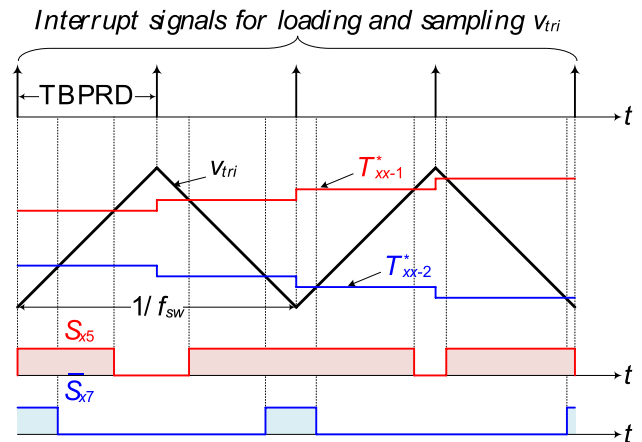 Interrupt signals for loading and sampling v_tri
TBPRD
t
v_tri
T*_xx-1
T*_xx-2
1/f_sw
S_x5
t
S̅_x7
t